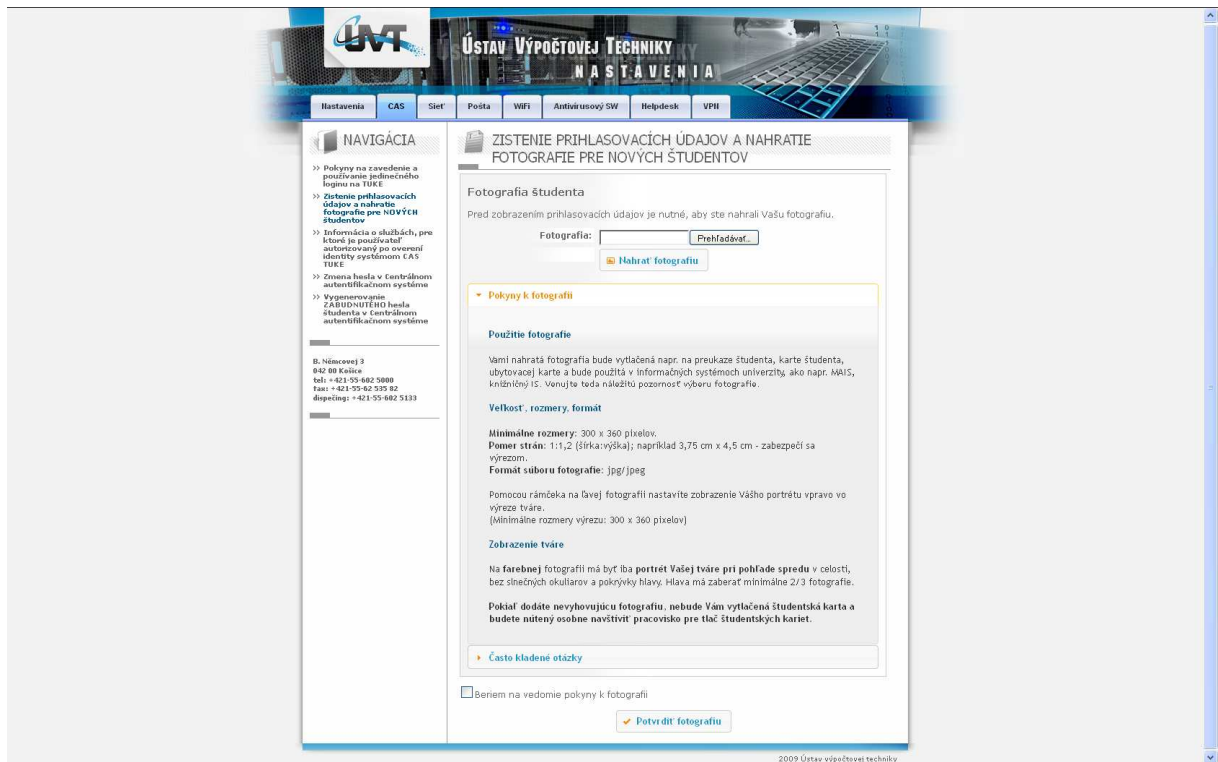 ÚVT
ÚSTAV VÝPOČTOVEJ TECHNIKY
NASTAVENIA
Nastavenia CAS Sieť Pošta WiFi Antivírusový SW Helpdesk VPN
NAVIGÁCIA
>> Pokyny na zavedenie a
používanie jedinečného
loginu na TUKE
>> Zistenie prihlasovacích
údajov a nahratie
fotografie pre NOVÝCH
študentov
>> Informácia o službách, pre
ktoré je používateľ
autorizovaný po overení
identity systémom CAS
TUKE
>> Zmena hesla v Centrálnom
autentifikačnom systéme
>> Vygenerovanie
ZABUDNUTÉHO hesla
študenta v Centrálnom
autentifikačnom systéme
B. Němcovej 3
042 00 Košice
tel: +421-55-602 5000
fax: +421-55-62 535 82
dispečing: +421-55-602 5133
ZISTENIE PRIHLASOVACÍCH ÚDAJOV A NAHRATIE
FOTOGRAFIE PRE NOVÝCH ŠTUDENTOV
Fotografia študenta
Pred zobrazením prihlasovacích údajov je nutné, aby ste nahrali Vašu fotografiu.
Fotografia: Prehľadávať...
Nahrať fotografiu
Pokyny k fotografii
Použitie fotografie
Vami nahratá fotografia bude vytlačená napr. na preukaze študenta, karte študenta,
ubytovacej karte a bude použitá v informačných systémoch univerzity, ako napr. MAIS,
knižničný IS. Venujte teda náležitú pozornosť výberu fotografie.
Veľkosť, rozmery, formát
Minimálne rozmery: 300 x 360 pixelov.
Pomer strán: 1:1,2 (šírka:výška); napríklad 3,75 cm x 4,5 cm - zabezpečí sa
výrezom.
Formát súboru fotografie: jpg/jpeg
Pomocou rámčeka na ľavej fotografii nastavíte zobrazenie Vášho portrétu vpravo vo
výreze tváre.
(Minimálne rozmery výrezu: 300 x 360 pixelov)
Zobrazenie tváre
Na farebnej fotografii má byť iba portrét Vašej tváre pri pohľade spredu v celosti,
bez slnečných okuliarov a pokrývky hlavy. Hlava má zaberať minimálne 2/3 fotografie.
Pokiaľ dodáte nevyhovujúcu fotografiu, nebude Vám vytlačená študentská karta a
budete nútený osobne navštíviť pracovisko pre tlač študentských kariet.
Často kladené otázky
Beriem na vedomie pokyny k fotografii
Potvrdiť fotografiu
2009 Ústav výpočtovej techniky